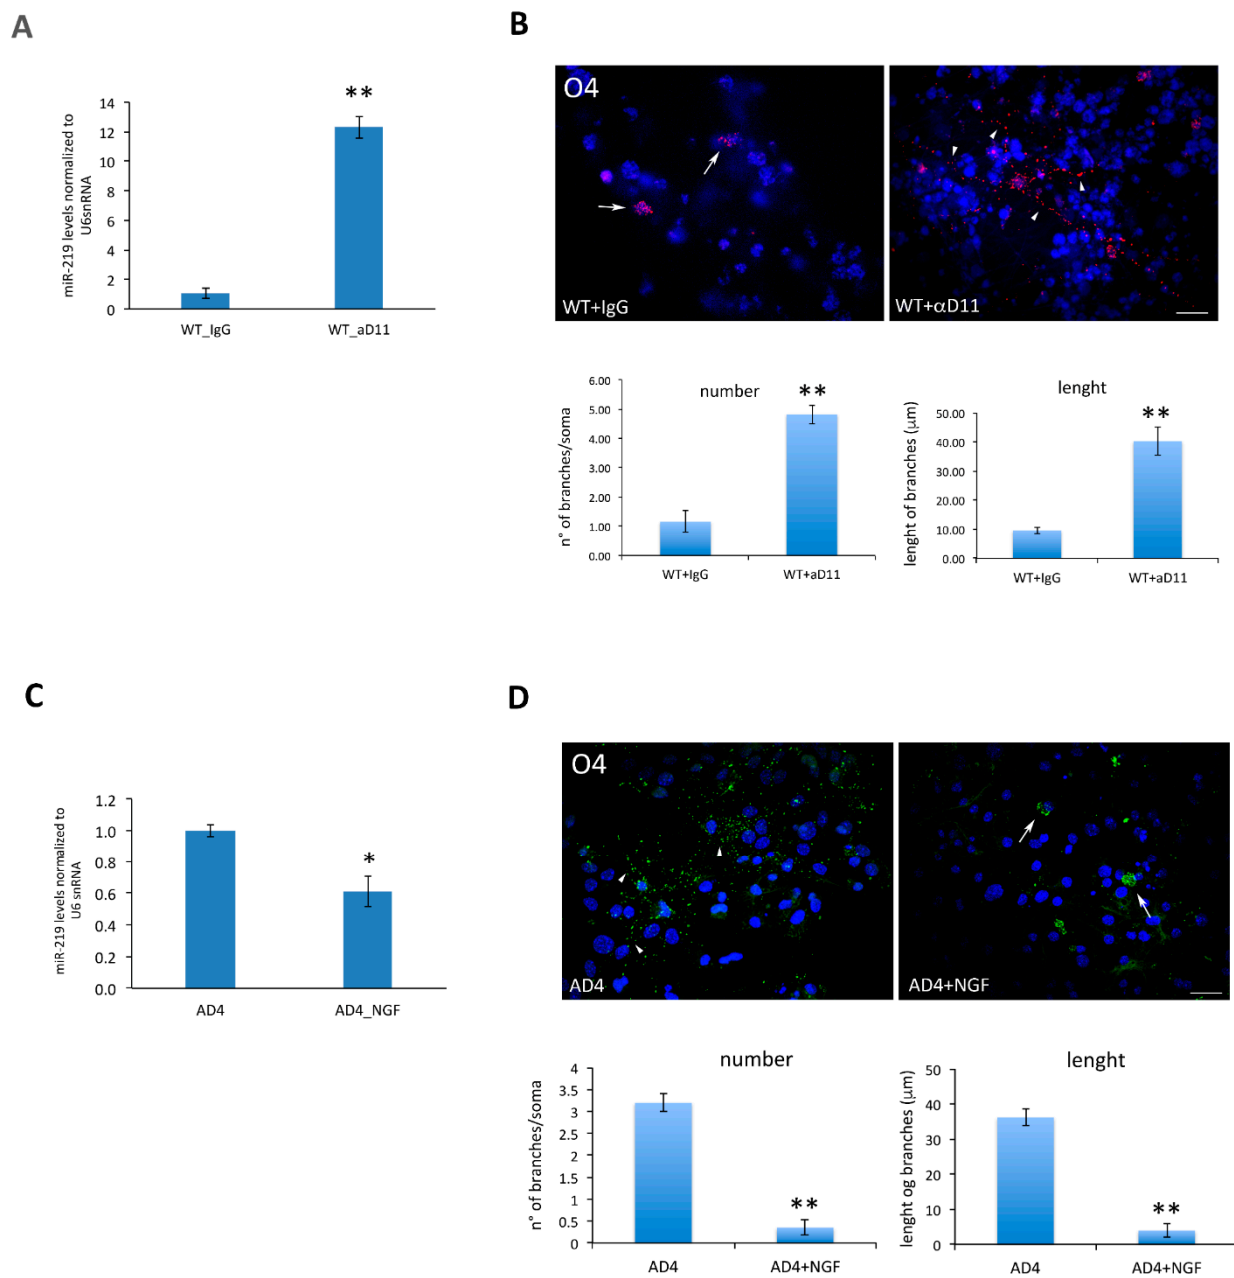 A
miR-219 levels normalized to
U6snRNA
14
12
10
8
6
4
2
0
**
WT_IgG
WT_aD11
B
O4
WT+IgG
WT+αD11
number
n° of branches/soma
6.00
5.00
4.00
3.00
2.00
1.00
0.00
**
WT+IgG
WT+aD11
lenght
lenght of branches (μm)
50.00
40.00
30.00
20.00
10.00
0.00
**
WT+IgG
WT+aD11
C
miR-219 levels normalized to
U6 snRNA
1.2
1.0
0.8
0.6
0.4
0.2
0.0
*
AD4
AD4_NGF
D
O4
AD4
AD4+NGF
number
n° of branches/soma
4
3.5
3
2.5
2
1.5
1
0.5
0
**
AD4
AD4+NGF
lenght
lenght og branches (μm)
50
40
30
20
10
0
**
AD4
AD4+NGF